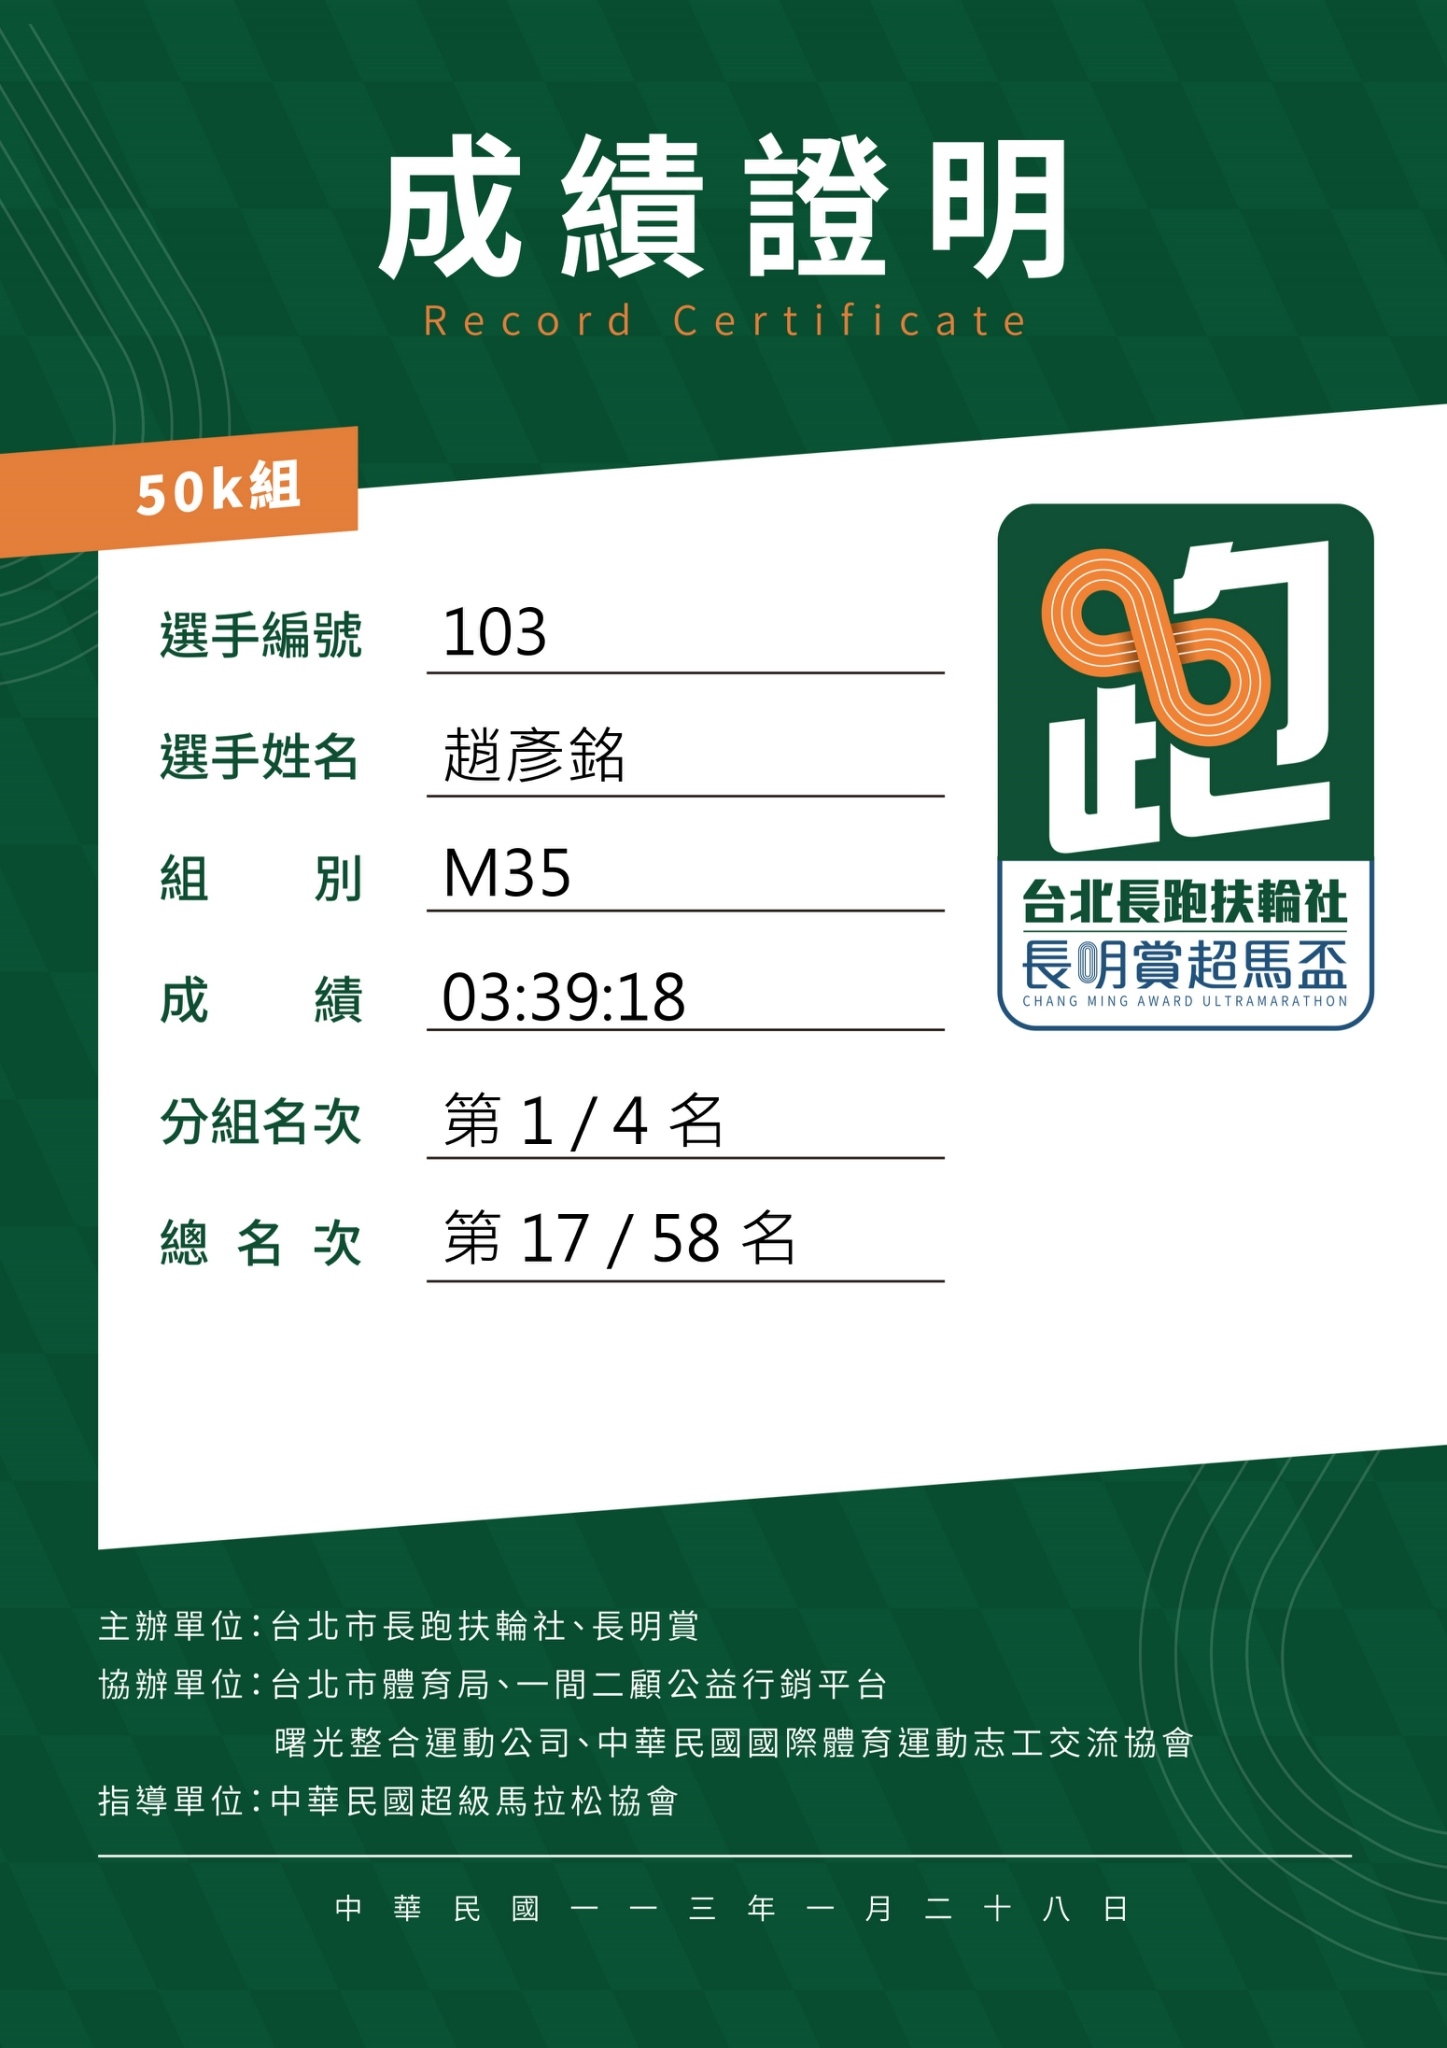 成績證明
Record Certificate
50k組
選手編號 103
選手姓名 趙彥銘
組別 M35
成績 03:39:18
分組名次 第 1 / 4 名
總名次 第 17 / 58 名
跑
台北長跑扶輪社
長明賞超馬盃
CHANG MING AWARD ULTRAMARATHON
主辦單位：台北市長跑扶輪社、長明賞
協辦單位：台北市體育局、一間二顧公益行銷平台
曙光整合運動公司、中華民國國際體育運動志工交流協會
指導單位：中華民國超級馬拉松協會
中華民國一一三年一月二十八日